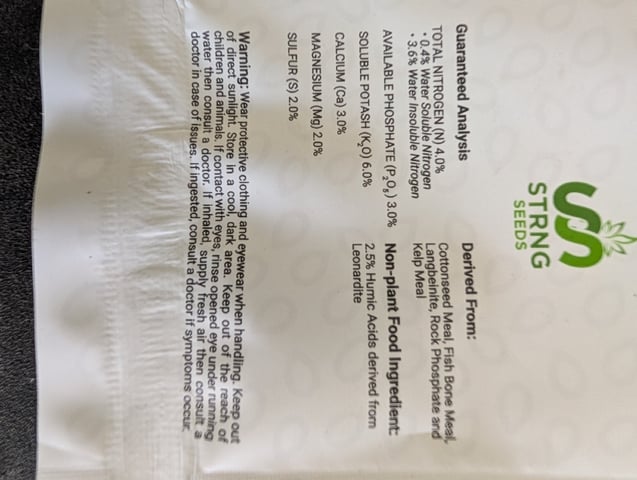 STRNG
SEEDS
Guaranteed Analysis
TOTAL NITROGEN (N) 4.0%
• 0.4% Water Soluble Nitrogen
• 3.6% Water Insoluble Nitrogen
AVAILABLE PHOSPHATE (P₂O₅) 3.0%
SOLUBLE POTASH (K₂O) 6.0%
CALCIUM (Ca) 3.0%
MAGNESIUM (Mg) 2.0%
SULFUR (S) 2.0%
Derived From:
Cottonseed Meal, Fish Bone Meal,
Langbeinite, Rock Phosphate and
Kelp Meal
Non-plant Food Ingredient:
2.5% Humic Acids derived from
Leonardite
Warning: Wear protective clothing and eyewear when handling. Keep out
of direct sunlight. Store in a cool, dark area. Keep out of the reach of
children and animals. If contact with eyes, rinse opened eye under running
water then consult a doctor. If inhaled, supply fresh air then consult a
doctor in case of issues. If ingested, consult a doctor if symptoms occur.